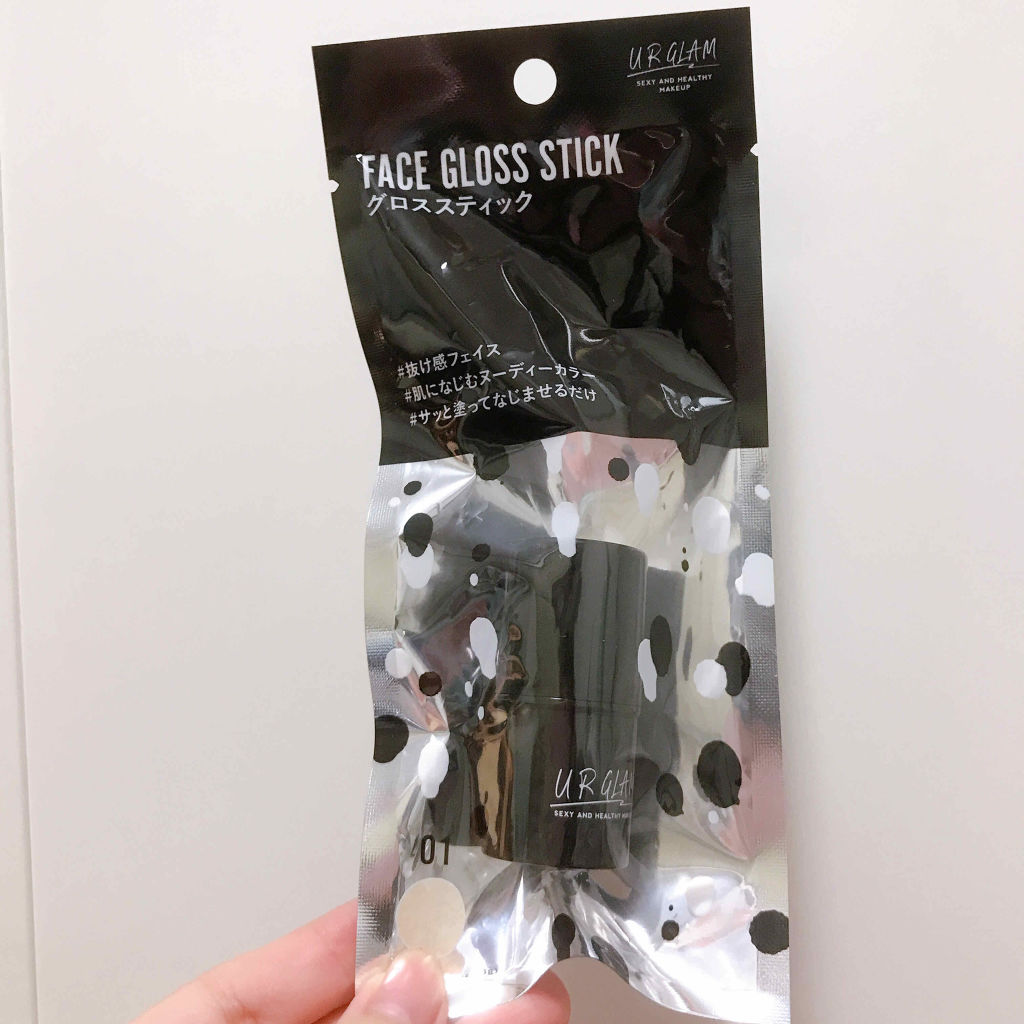 UR GLAM
SEXY AND HEALTHY
MAKEUP
FACE GLOSS STICK
グロススティック
#抜け感フェイス
#肌になじむヌーディーカラー
#サッと塗ってなじませるだけ
UR GLAM
SEXY AND HEALTHY
01